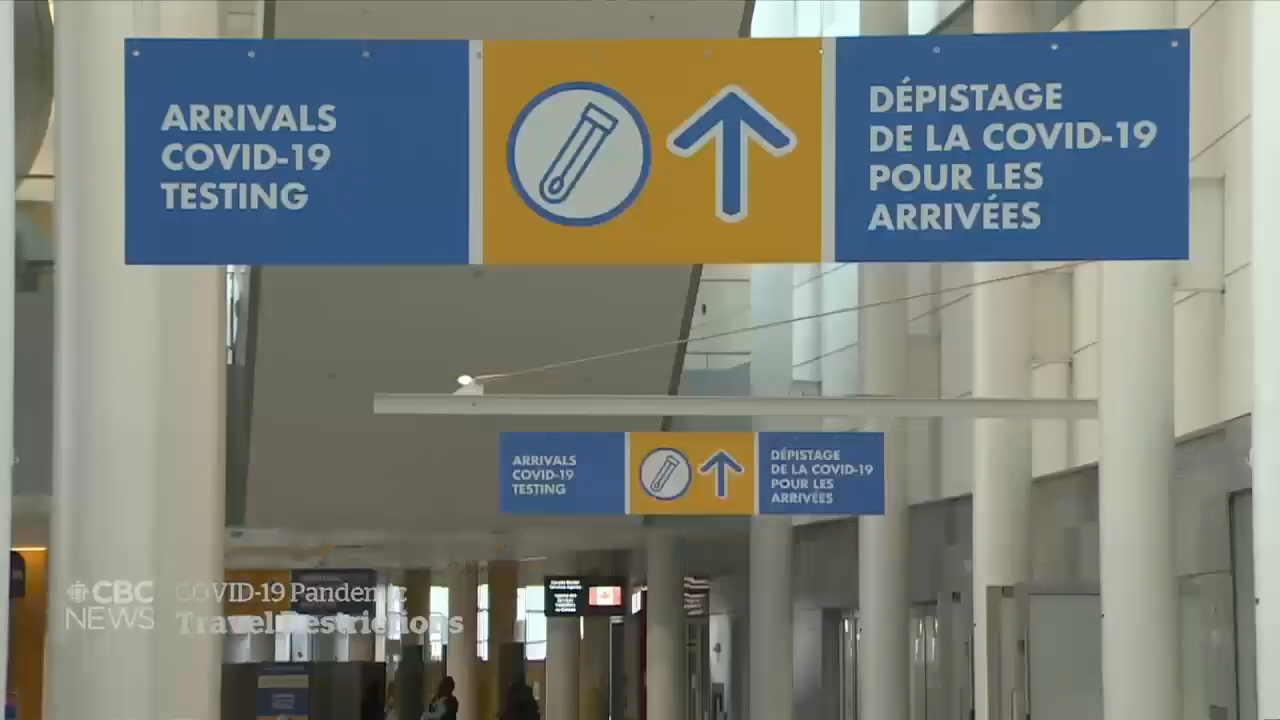 ARRIVALS
COVID-19
TESTING
DÉPISTAGE
DE LA COVID-19
POUR LES
ARRIVÉES
ARRIVALS
COVID-19
TESTING
DÉPISTAGE
DE LA COVID-19
POUR LES
ARRIVÉES
CBC
NEWS
COVID-19 Pandemic
Travel Restrictions